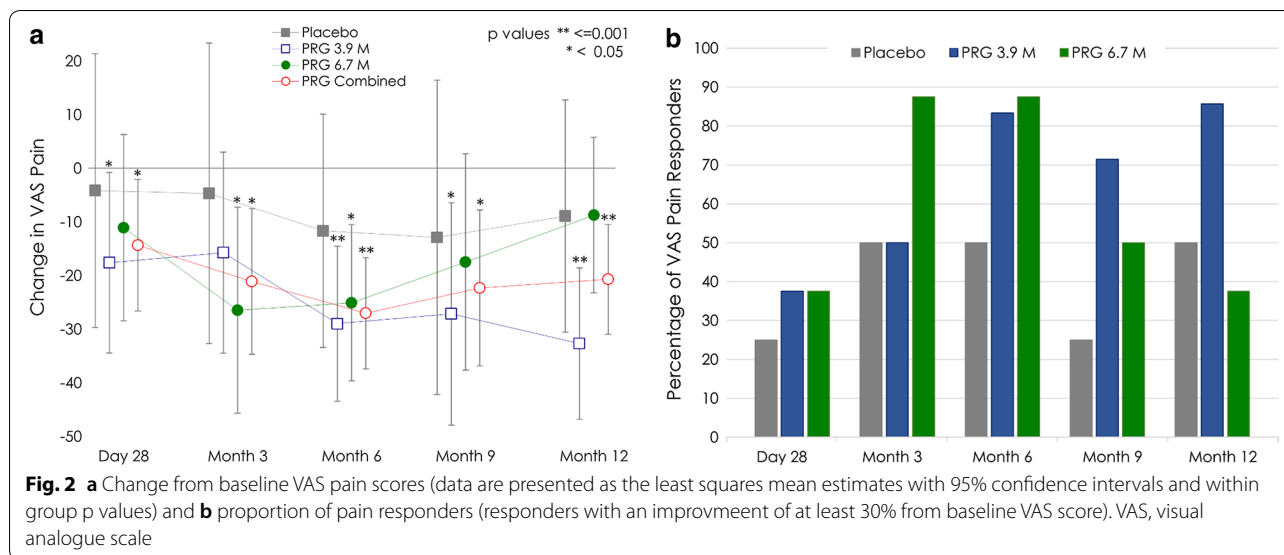 a
Placebo
PRG 3.9 M
PRG 6.7 M
PRG Combined
p values ** <=0.001
* < 0.05
Change in VAS Pain
20
10
0
-10
-20
-30
-40
-50
*
*
*
*
**
*
**
*
*
**
**
Day 28
Month 3
Month 6
Month 9
Month 12
b
Placebo
PRG 3.9 M
PRG 6.7 M
Percentage of VAS Pain Responders
100
90
80
70
60
50
40
30
20
10
0
Day 28
Month 3
Month 6
Month 9
Month 12
Fig. 2 a Change from baseline VAS pain scores (data are presented as the least squares mean estimates with 95% confidence intervals and within
group p values) and b proportion of pain responders (responders with an improvmeent of at least 30% from baseline VAS score). VAS, visual
analogue scale